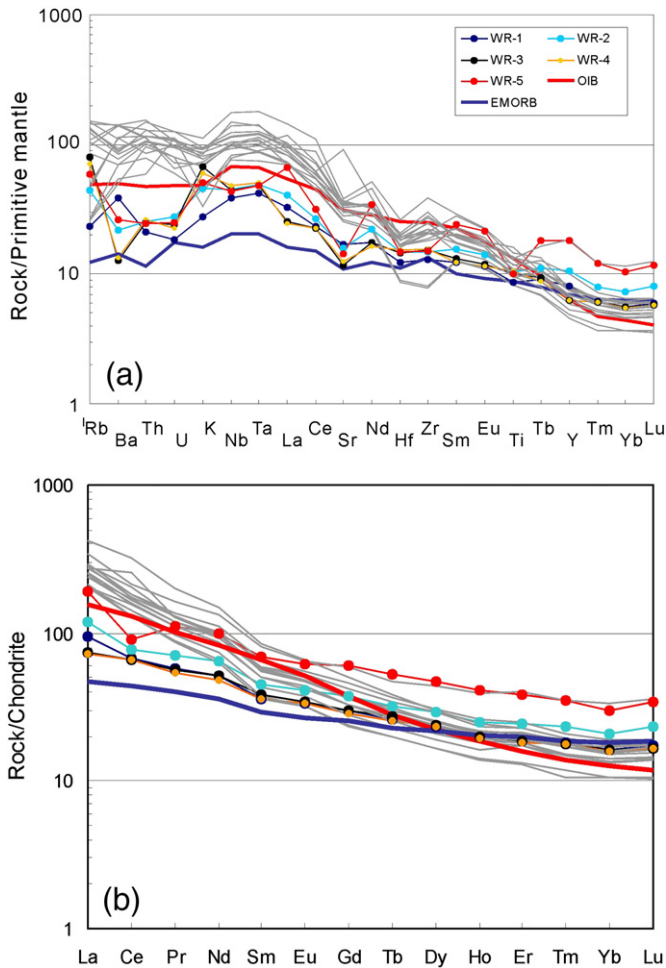 1000
WR-1 WR-2
WR-3 WR-4
WR-5 OIB
EMORB
100
10
1
Rock/Primitive mantle
(a)
Rb Ba Th U K Nb Ta La Ce Sr Nd Hf Zr Sm Eu Ti Tb Y Tm Yb Lu
1000
100
10
1
Rock/Chondrite
(b)
La Ce Pr Nd Sm Eu Gd Tb Dy Ho Er Tm Yb Lu